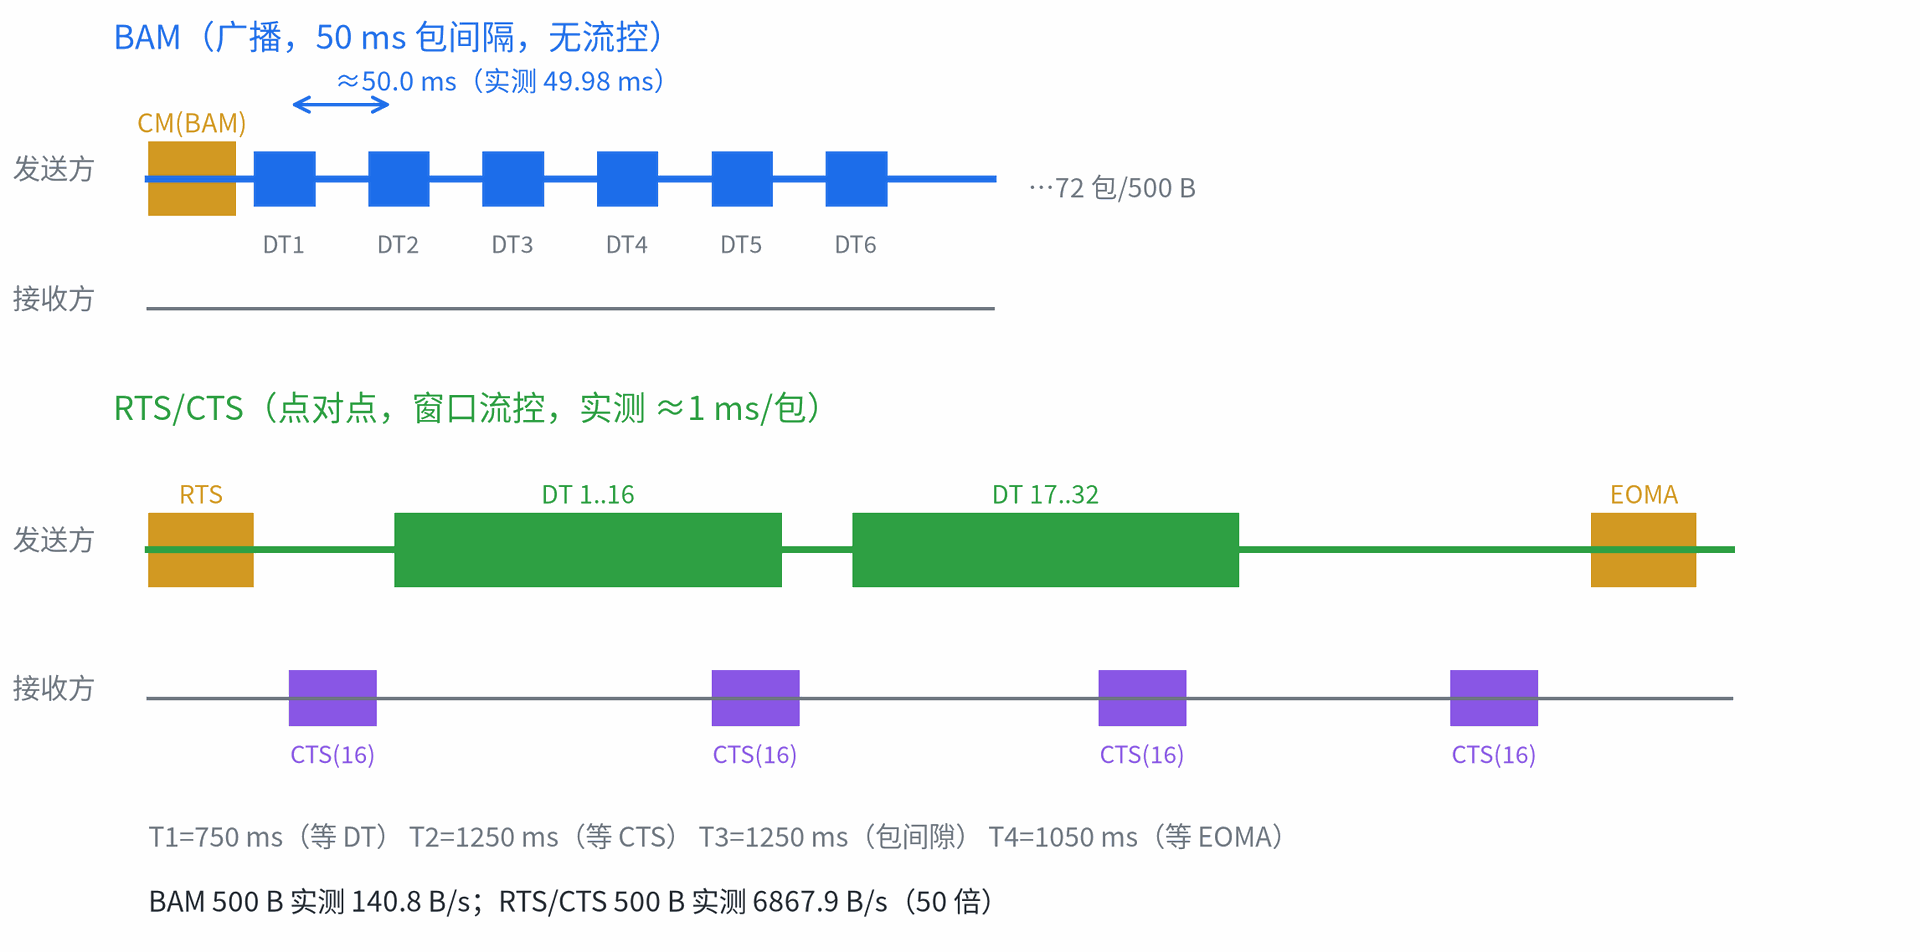 BAM（广播，50 ms 包间隔，无流控）
≈50.0 ms（实测 49.98 ms）
CM(BAM)
发送方
…72 包/500 B
DT1 DT2 DT3 DT4 DT5 DT6
接收方
RTS/CTS（点对点，窗口流控，实测 ≈1 ms/包）
RTS DT 1..16 DT 17..32 EOMA
发送方
接收方
CTS(16) CTS(16) CTS(16) CTS(16)
T1=750 ms（等 DT） T2=1250 ms（等 CTS） T3=1250 ms（包间隙） T4=1050 ms（等 EOMA）
BAM 500 B 实测 140.8 B/s；RTS/CTS 500 B 实测 6867.9 B/s（50 倍）